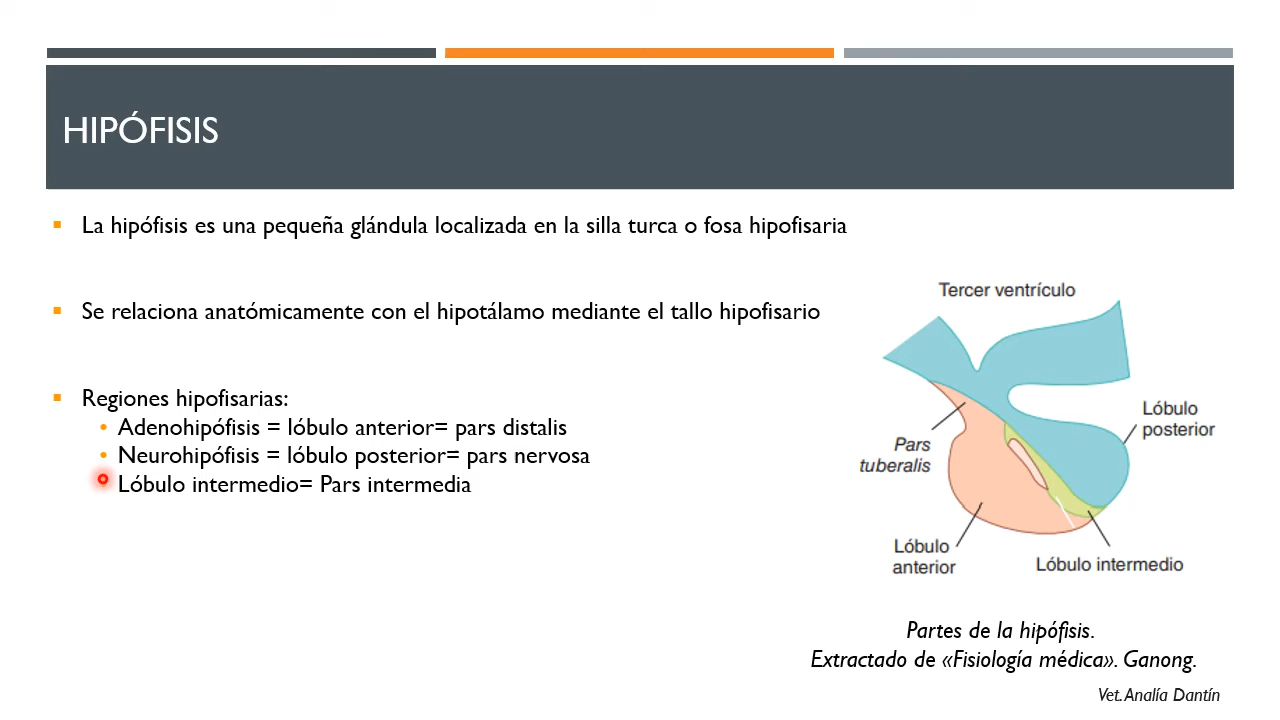 HIPÓFISIS
La hipófisis es una pequeña glándula localizada en la silla turca o fosa hipofisaria
Se relaciona anatómicamente con el hipotálamo mediante el tallo hipofisario
Regiones hipofisarias:
Adenohipófisis = lóbulo anterior= pars distalis
Neurohipófisis = lóbulo posterior= pars nervosa
Lóbulo intermedio= Pars intermedia
Tercer ventrículo
Lóbulo
posterior
Pars
tuberalis
Lóbulo
anterior
Lóbulo intermedio
Partes de la hipófisis.
Extractado de «Fisiología médica». Ganong.
Vet. Analía Dantín